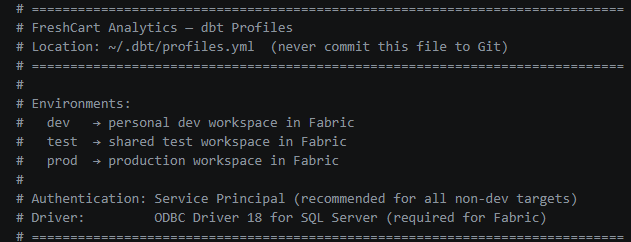 # ==========================================================================
# FreshCart Analytics — dbt Profiles
# Location: ~/.dbt/profiles.yml  (never commit this file to Git)
# ==========================================================================
#
# Environments:
#   dev   → personal dev workspace in Fabric
#   test  → shared test workspace in Fabric
#   prod  → production workspace in Fabric
#
# Authentication: Service Principal (recommended for all non-dev targets)
# Driver:         ODBC Driver 18 for SQL Server (required for Fabric)
# ==========================================================================